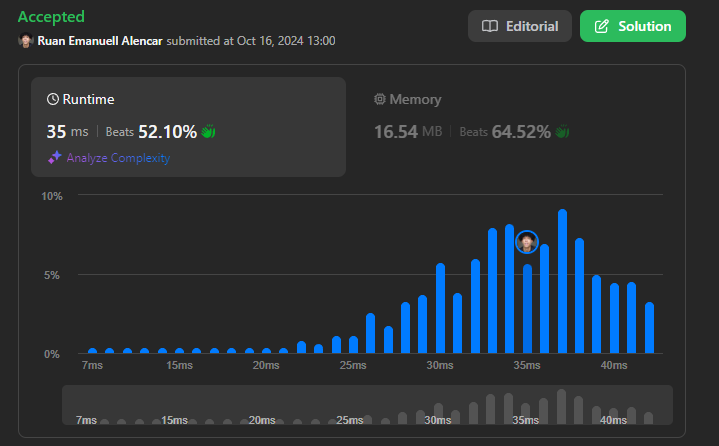 Accepted
Ruan Emanuell Alencar submitted at Oct 16, 2024 13:00
Editorial
Solution
Runtime
35 ms | Beats 52.10%
Analyze Complexity
Memory
16.54 MB | Beats 64.52%
10%
5%
0%
7ms 15ms 20ms 25ms 30ms 35ms 40ms
7ms 15ms 20ms 25ms 30ms 35ms 40ms